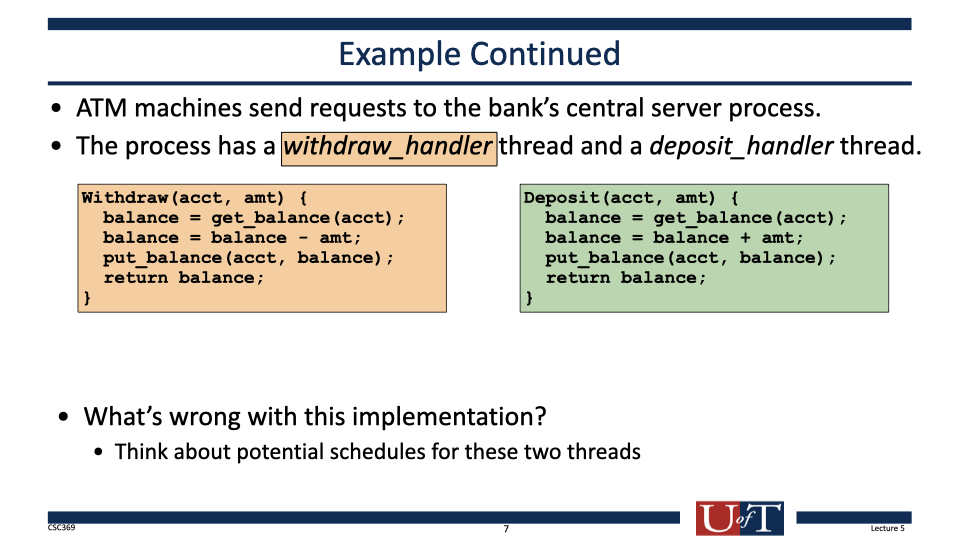 Example Continued
• ATM machines send requests to the bank’s central server process.
• The process has a withdraw_handler thread and a deposit_handler thread.
Withdraw(acct, amt) {
  balance = get_balance(acct);
  balance = balance - amt;
  put_balance(acct, balance);
  return balance;
}
Deposit(acct, amt) {
  balance = get_balance(acct);
  balance = balance + amt;
  put_balance(acct, balance);
  return balance;
}
• What’s wrong with this implementation?
• Think about potential schedules for these two threads
CSC369
7
U of T
Lecture 5